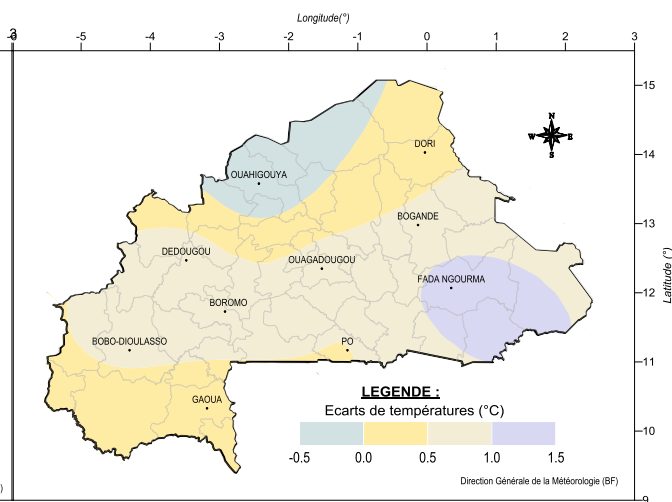 Longitude(°)
-6 -5 -4 -3 -2 -1 0 1 2 3
15
N
W E
S
DORI
14
OUAHIGOUYA
BOGANDE
13
DEDOUGOU
OUAGADOUGOU
FADA NGOURMA
Latitude (°)
12
BOROMO
BOBO-DIOULASSO
PO
11
LEGENDE :
GAOUA
Ecarts de températures (°C)
10
-0.5 0.0 0.5 1.0 1.5
Direction Générale de la Météorologie (BF)
)
9